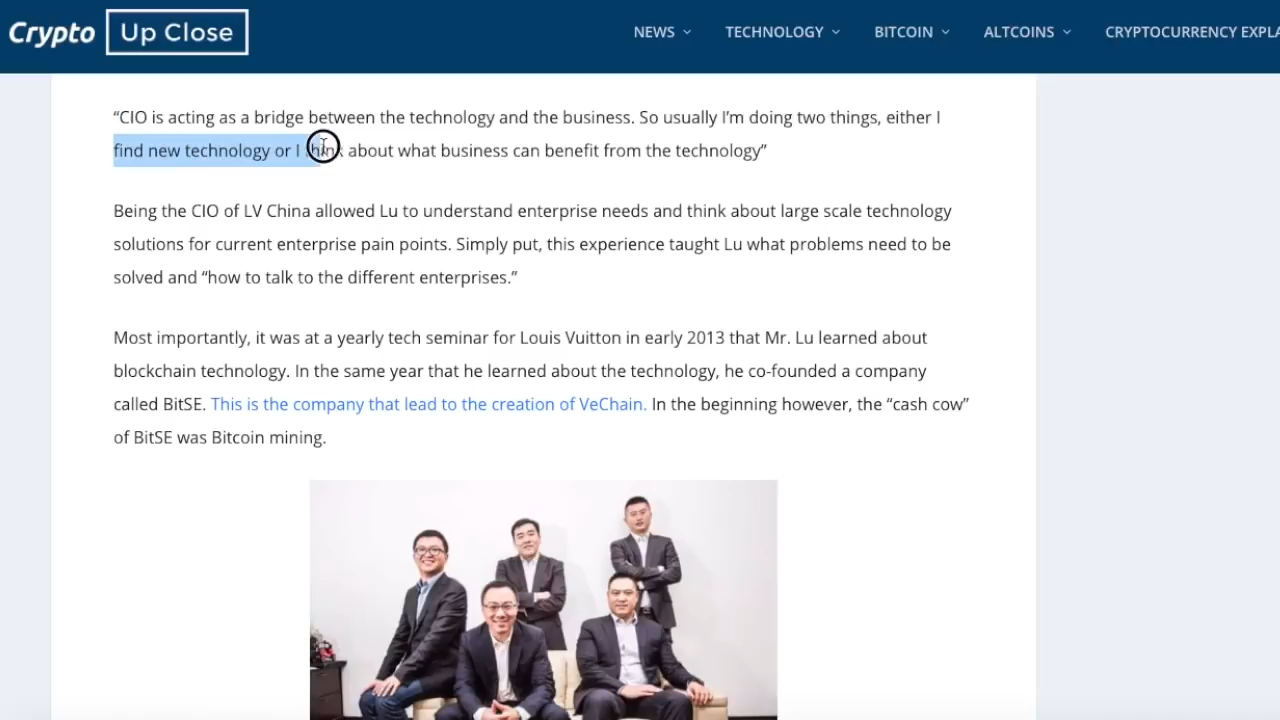 Crypto Up Close
NEWS TECHNOLOGY BITCOIN ALTCOINS CRYPTOCURRENCY
“CIO is acting as a bridge between the technology and the business. So usually I’m doing two things, either I
find new technology or I think about what business can benefit from the technology”
Being the CIO of LV China allowed Lu to understand enterprise needs and think about large scale technology
solutions for current enterprise pain points. Simply put, this experience taught Lu what problems need to be
solved and “how to talk to the different enterprises.”
Most importantly, it was at a yearly tech seminar for Louis Vuitton in early 2013 that Mr. Lu learned about
blockchain technology. In the same year that he learned about the technology, he co-founded a company
called BitSE. This is the company that lead to the creation of VeChain. In the beginning however, the “cash cow”
of BitSE was Bitcoin mining.